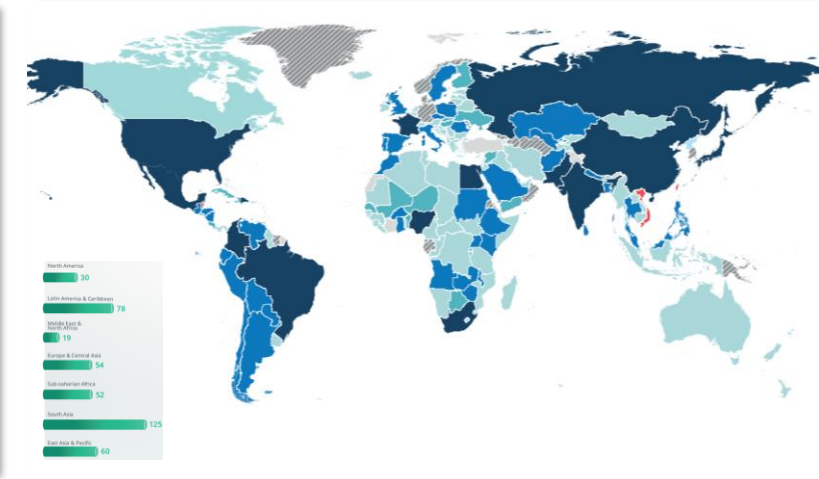 North America
30
Latin America & Caribbean
78
Middle East &
North Africa
19
Europe & Central Asia
54
Sub-saharian Africa
52
South Asia
125
East Asia & Pacific
60